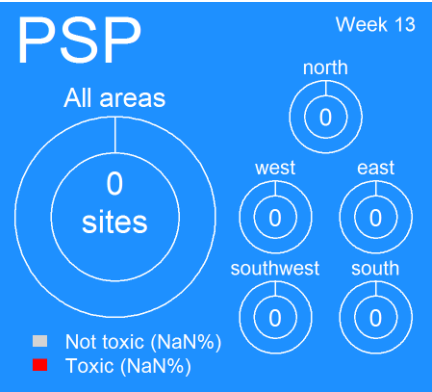 PSP
Week 13
All areas
0
sites
north
0
west
0
east
0
southwest
0
south
0
Not toxic (NaN%)
Toxic (NaN%)